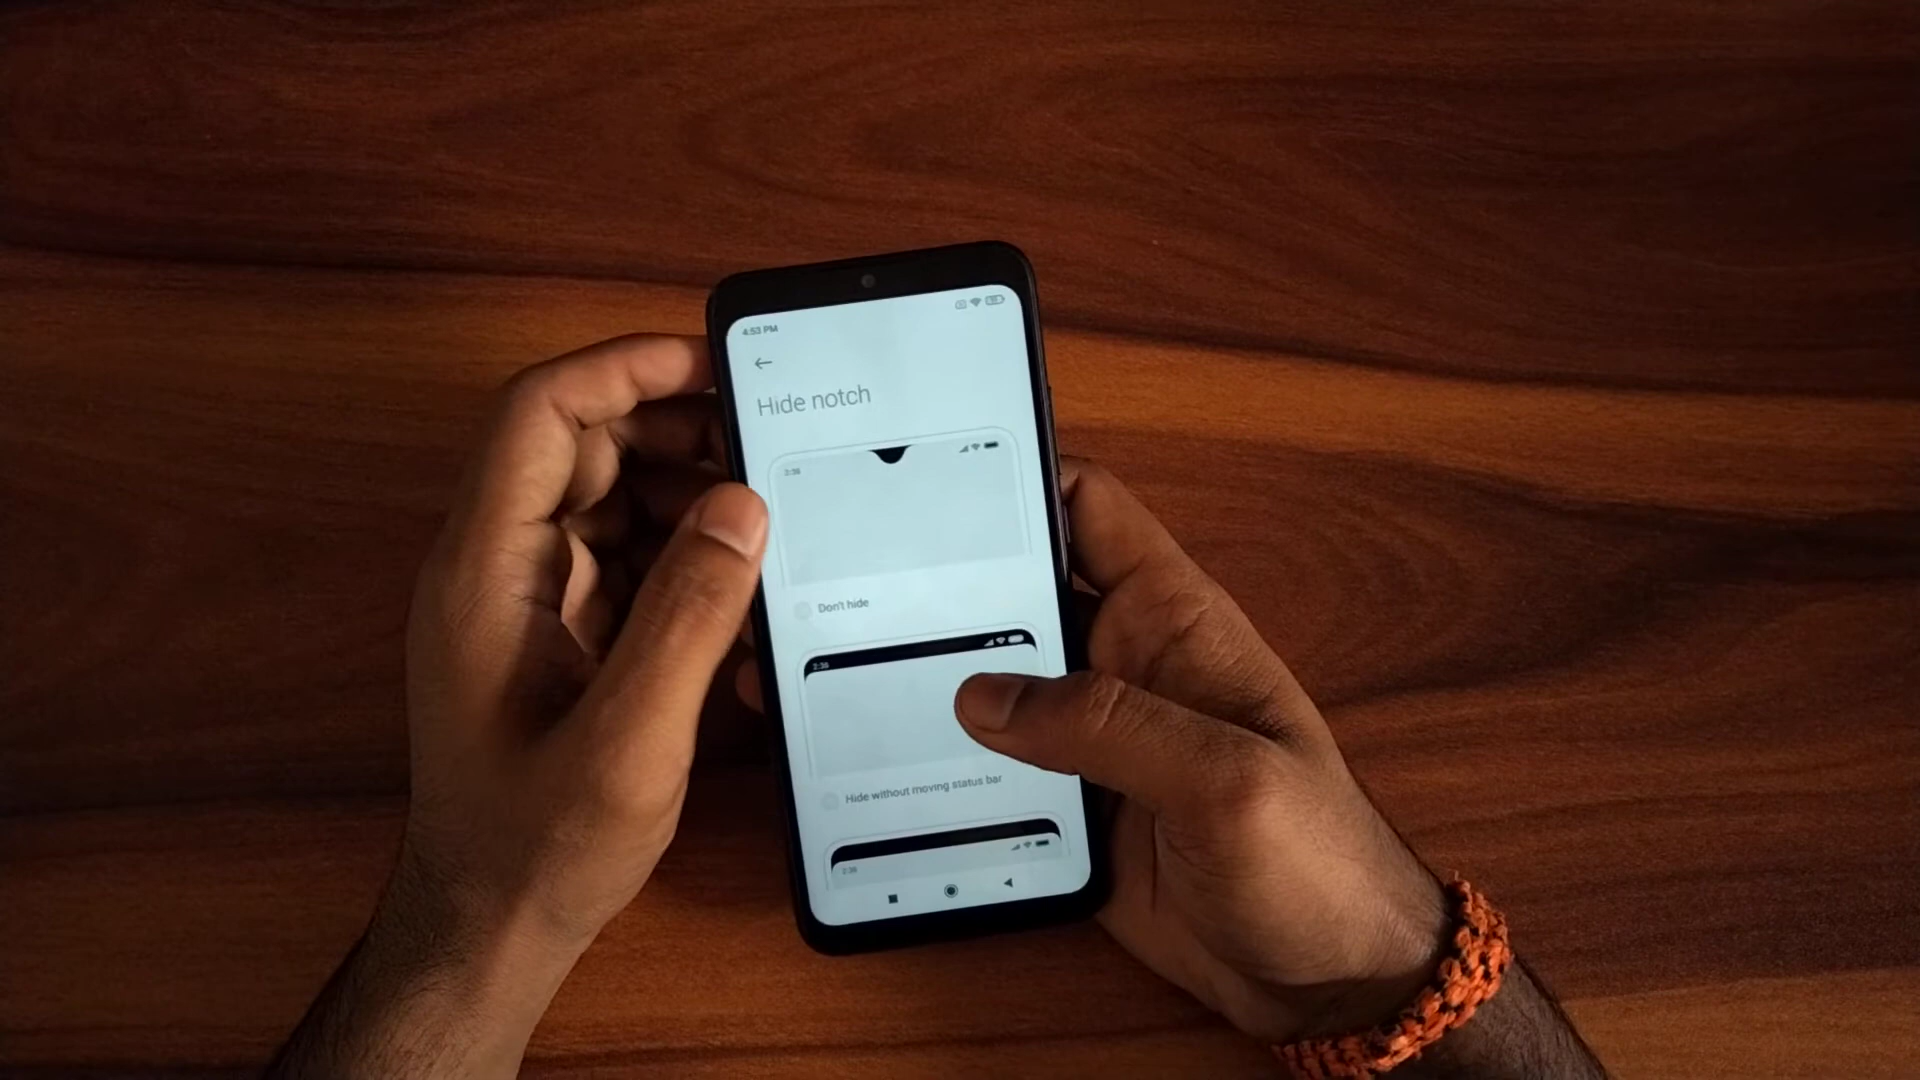 4:53 PM
Hide notch
2:36
Don't hide
2:36
Hide without moving status bar
2:36